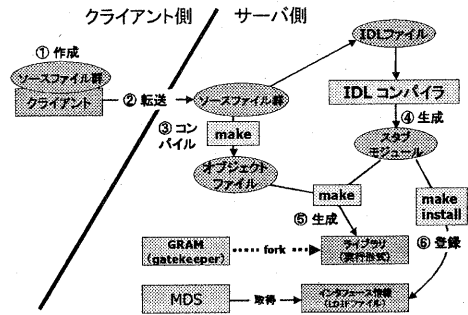 クライアント側
サーバ側
① 作成
ソースファイル群
クライアント
② 転送
ソースファイル群
IDLファイル
IDL コンパイラ
③ コン
パイル
make
④ 生成
スタブ
モジュール
オブジェクト
ファイル
make
make
install
⑤ 生成
⑥ 登録
GRAM
(gatekeeper)
fork
ライブラリ
(実行形式)
MDS
取得
インタフェース情報
(LDIFファイル)